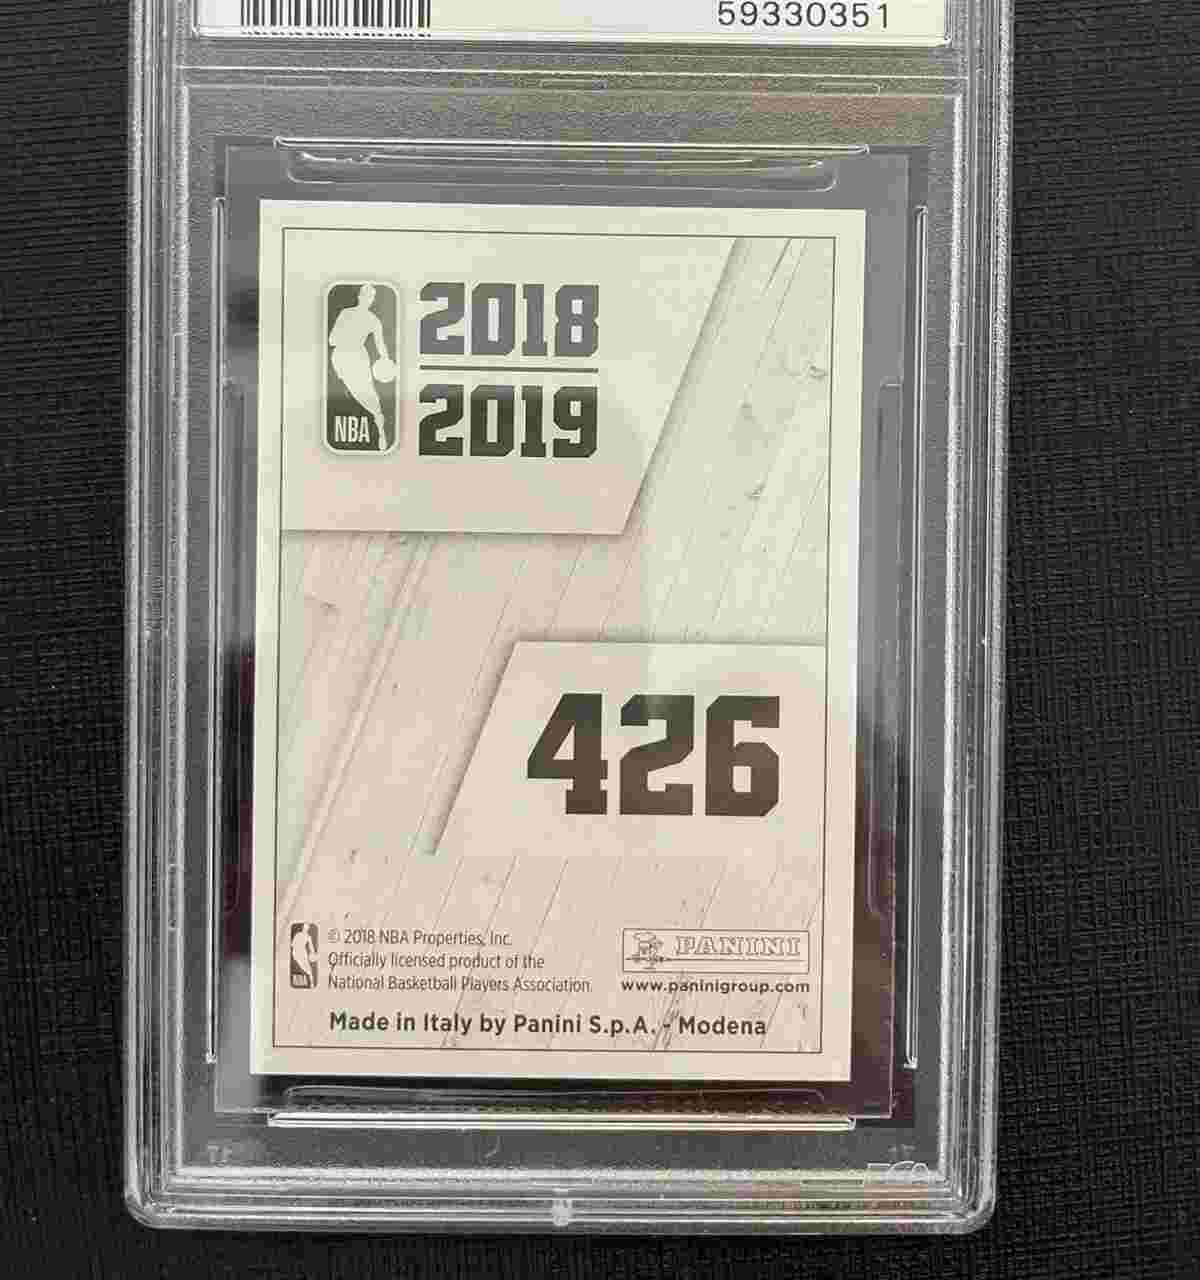 59330351
2018
2019
NBA
426
© 2018 NBA Properties, Inc.
Officially licensed product of the
National Basketball Players Association.
NBA
PANINI
www.paninigroup.com
Made in Italy by Panini S.p.A. - Modena